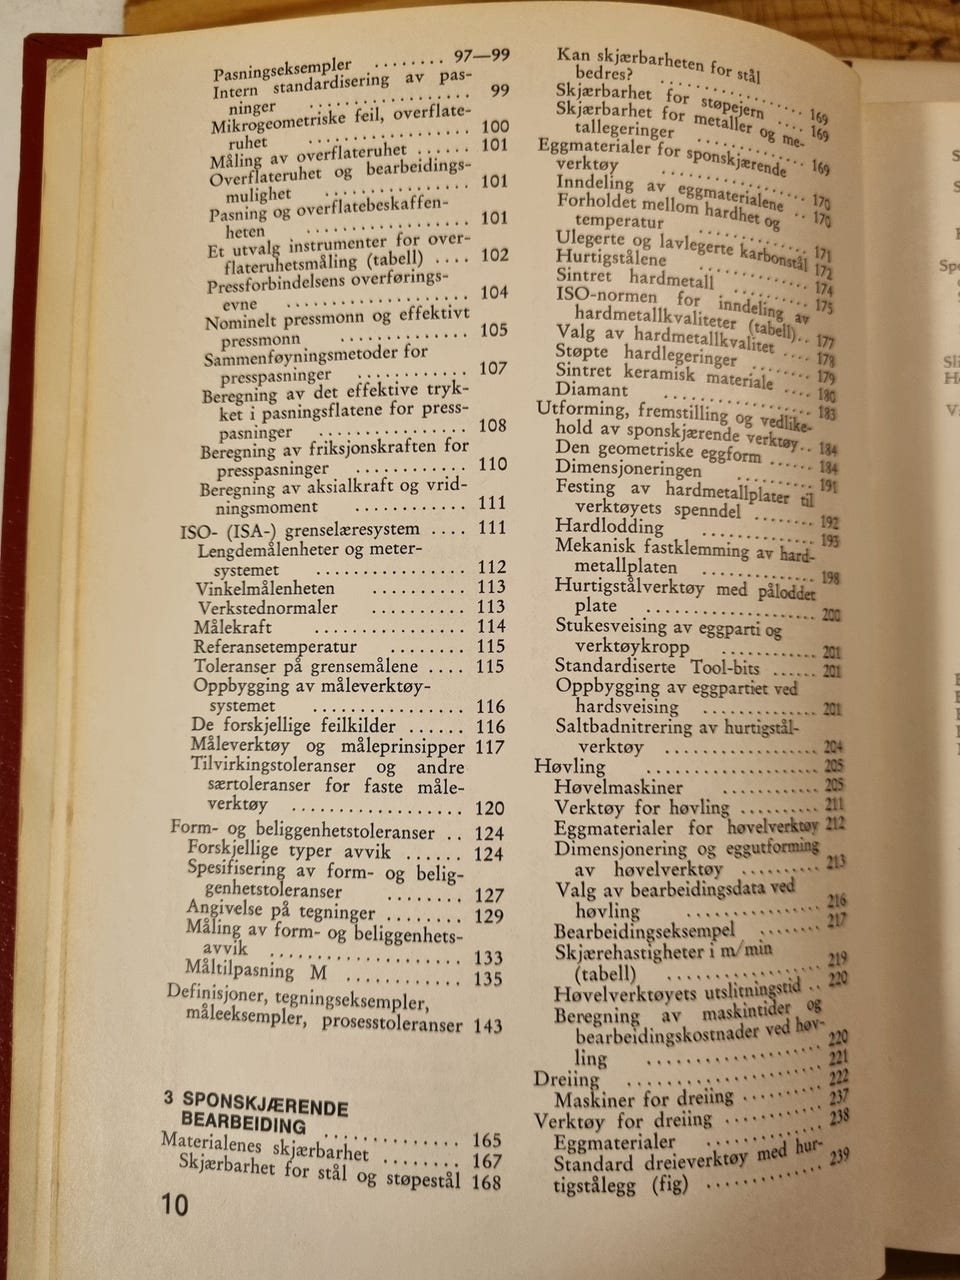 Pasningseksempler ........ 97—99
Intern standardisering av pas-
ninger ................ 99
Mikrogeometriske feil, overflate-
ruhet ................ 100
Måling av overflateruhet ...... 101
Overflateruhet og bearbeidings-
mulighet ................ 101
Pasning og overflatebeskaffen-
heten ................ 101
Et utvalg instrumenter for over-
flateruhetsmåling (tabell) .... 102
Pressforbindelsens overførings-
evne .................. 104
Nominelt pressmonn og effektivt
pressmonn .............. 105
Sammenføyningsmetoder for
presspasninger ............ 107
Beregning av det effektive tryk-
ket i pasningsflatene for press-
pasninger ................ 108
Beregning av friksjonskraften for
presspasninger ............ 110
Beregning av aksialkraft og vrid-
ningsmoment ............ 111
ISO- (ISA-) grenselæresystem .... 111
Lengdemålenheter og meter-
systemet ................ 112
Vinkelmålenheten .......... 113
Verkstednormaler .......... 113
Målekraft ................ 114
Referansetemperatur ........ 115
Toleranser på grensemålene .... 115
Oppbygging av måleverktøy-
systemet ................ 116
De forskjellige feilkilder ...... 116
Måleverktøy og måleprinsipper 117
Tilvirkingstoleranser og andre
særtoleranser for faste måle-
verktøy .................. 120
Form- og beliggenhetstoleranser .. 124
Forskjellige typer avvik ...... 124
Spesifisering av form- og belig-
genhetstoleranser ........ 127
Angivelse på tegninger ........ 129
Måling av form- og beliggenhets-
avvik .................... 133
Måltilpasning M ............ 135
Definisjoner, tegningseksempler,
måleeksempler, prosesstoleranser 143
3 SPONSKJÆRENDE
BEARBEIDING .............. 165
Materialenes skjærbarhet ........ 167
Skjærbarhet for stål og støpestål 168
10
Kan skjærbarheten for stål
bedres? ................ 169
Skjærbarhet for støpejern .... 169
Skjærbarhet for metaller og me-
tallegeringer .............. 169
Eggmaterialer for sponskjærende
verktøy ................ 170
Inndeling av eggmaterialene .. 170
Forholdet mellom hardhet og
temperatur .............. 171
Ulegerte og lavlegerte karbonstål 172
Hurtigstålene ............ 174
Sintret hardmetall .......... 175
ISO-normen for inndeling av
hardmetallkvaliteter (tabell).. 177
Valg av hardmetallkvalitet .... 178
Støpte hardlegeringer ........ 179
Sintret keramisk materiale .... 180
Diamant ................ 183
Utforming, fremstilling og vedlike-
hold av sponskjærende verktøy.. 184
Den geometriske eggform ...... 184
Dimensjoneringen ........ 191
Festing av hardmetallplater til
verktøyets spenndel ........ 192
Hardlodding ............ 193
Mekanisk fastklemming av hard-
metallplaten ............ 198
Hurtigstålverktøy med påloddet
plate .................. 200
Stukesveising av eggparti og
verktøykropp ............ 201
Standardiserte Tool-bits ...... 201
Oppbygging av eggpartiet ved
hardsveising .............. 201
Saltbadnitrering av hurtigstål-
verktøy ................ 204
Høvling .................. 205
Høvelmaskiner ............ 205
Verktøy for høvling .......... 211
Eggmaterialer for høvelverktøy 212
Dimensjonering og eggutforming
av høvelverktøy .......... 213
Valg av bearbeidingsdata ved
høvling ................ 216
Bearbeidingseksempel ........ 217
Skjærehastigheter i m/min
(tabell) ................ 219
Høvelverktøyets utslitningstid .. 220
Beregning av maskintider og
bearbeidingskostnader ved høv-
ling .................. 220
Dreiing .................. 221
Maskiner for dreiing .......... 222
Verktøy for dreiing .......... 237
Eggmaterialer ............ 238
Standard dreieverktøy med hur-
tigstålegg (fig) ............ 239